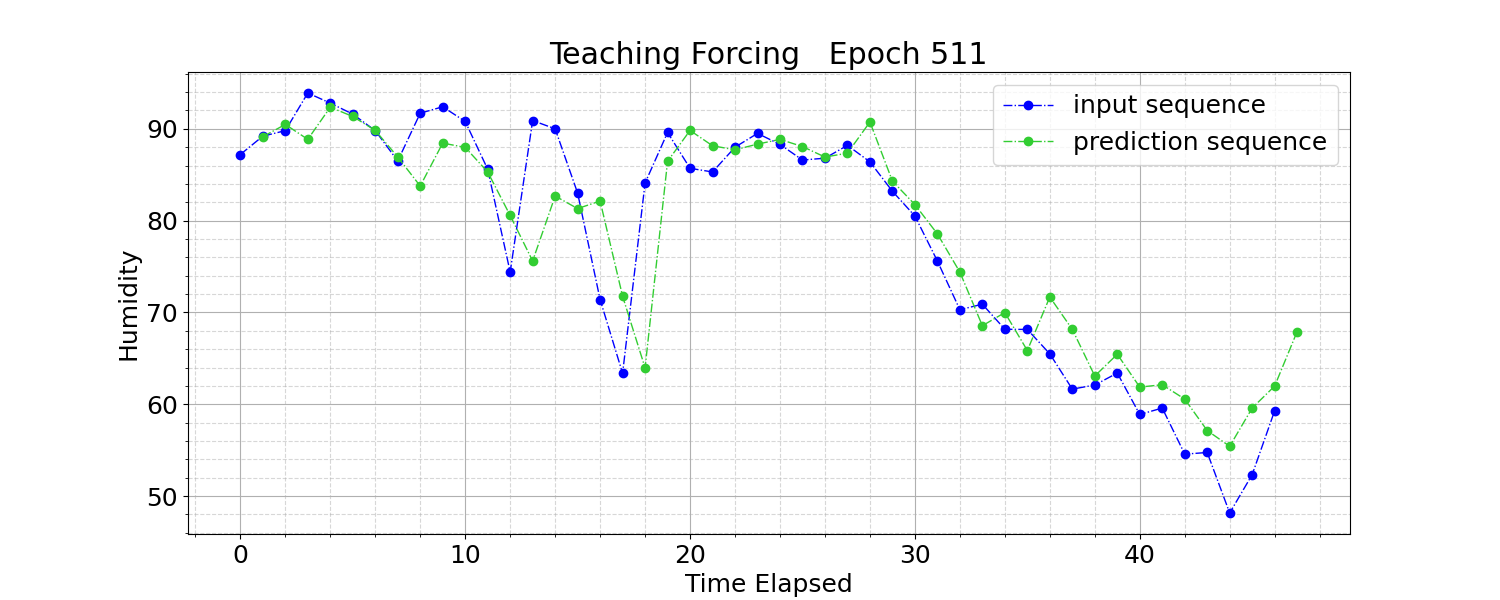 Teaching Forcing   Epoch 511
input sequence
prediction sequence
90
80
70
60
50
Humidity
0 10 20 30 40
Time Elapsed